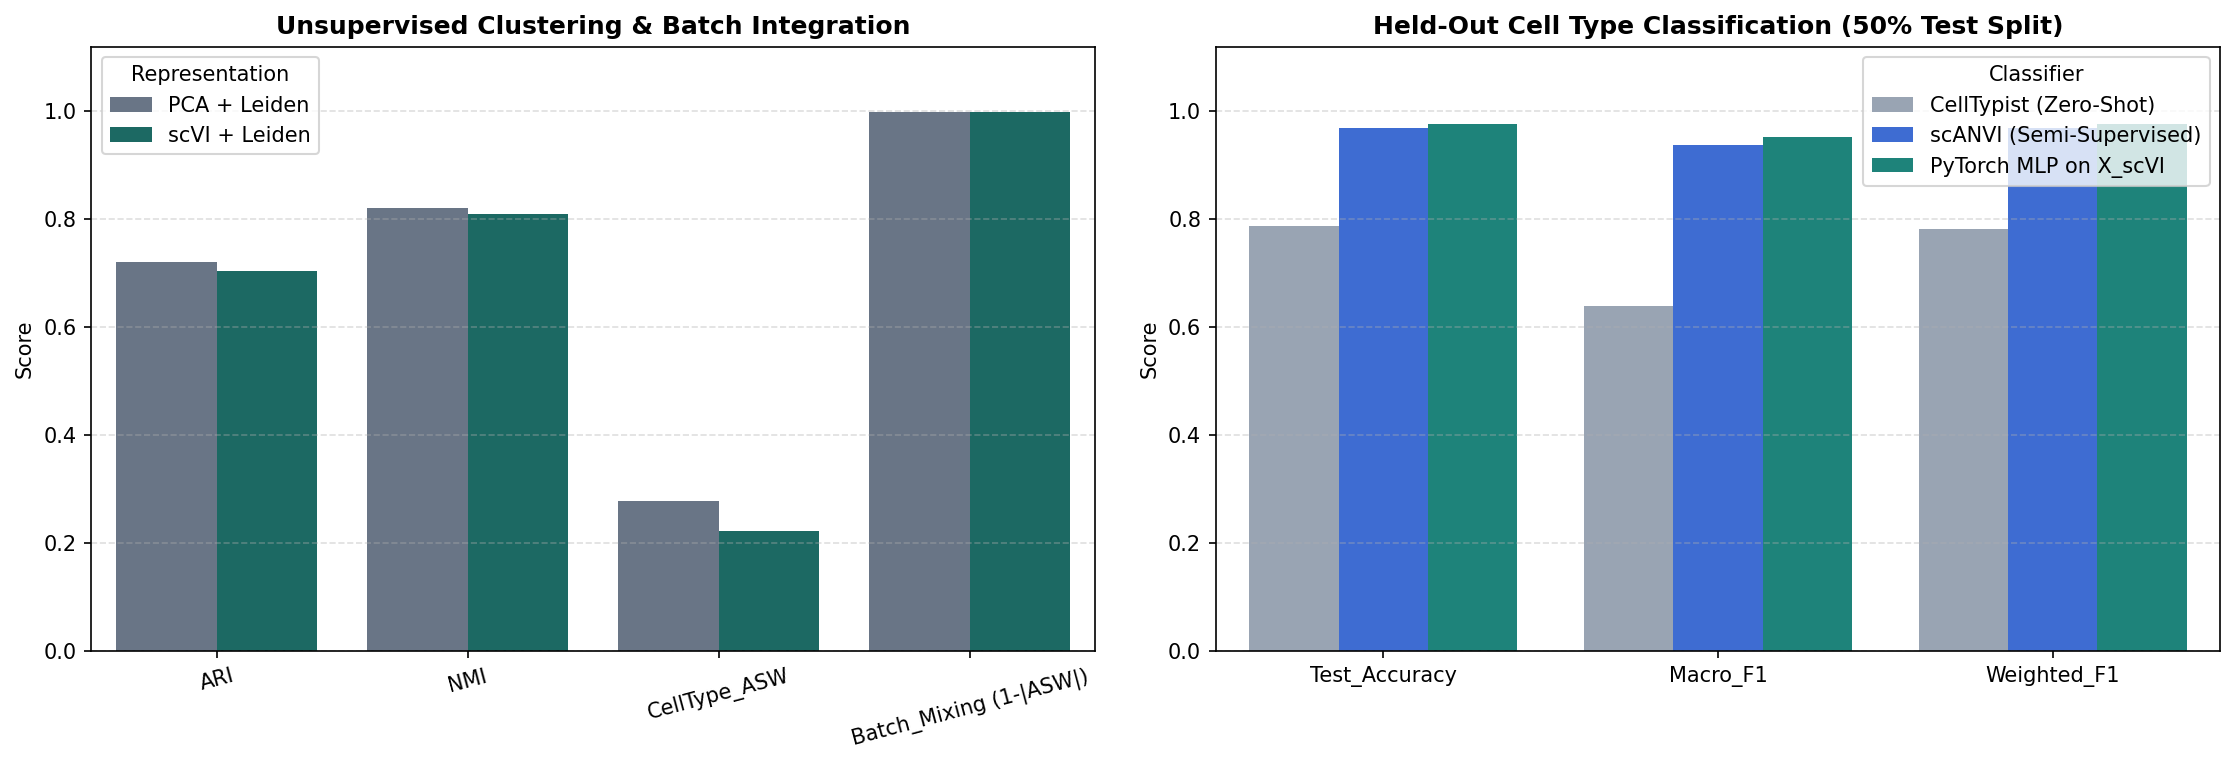 Unsupervised Clustering & Batch Integration
Representation
PCA + Leiden
scVI + Leiden
Score
1.0
0.8
0.6
0.4
0.2
0.0
ARI
NMI
CellType_ASW
Batch_Mixing (1-|ASW|)
Held-Out Cell Type Classification (50% Test Split)
Classifier
CellTypist (Zero-Shot)
scANVI (Semi-Supervised)
PyTorch MLP on X_scVI
Score
1.0
0.8
0.6
0.4
0.2
0.0
Test_Accuracy
Macro_F1
Weighted_F1